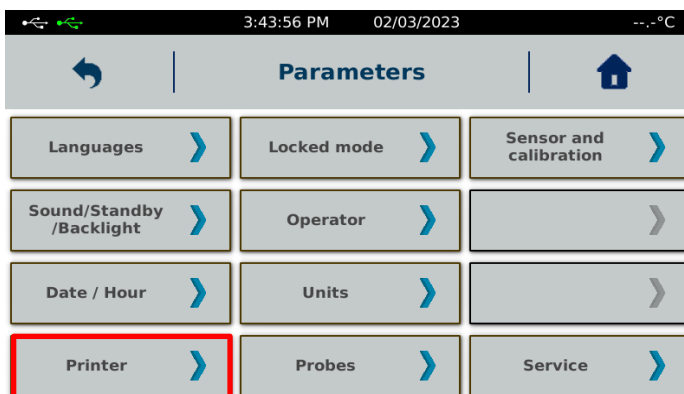 3:43:56 PM 02/03/2023 --.-°C
Parameters
Languages
Locked mode
Sensor and
calibration
Sound/Standby
/Backlight
Operator
Date / Hour
Units
Printer
Probes
Service